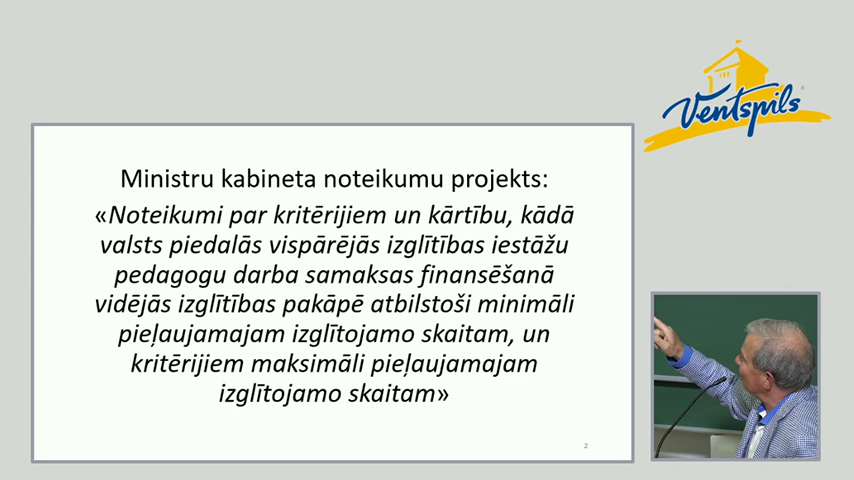 Ventspils
Ministru kabineta noteikumu projekts:
«Noteikumi par kritērijiem un kārtību, kādā
valsts piedalās vispārējās izglītības iestāžu
pedagogu darba samaksas finansēšanā
vidējās izglītības pakāpē atbilstoši minimāli
pieļaujamajam izglītojamo skaitam, un
kritērijiem maksimāli pieļaujamajam
izglītojamo skaitam»
2